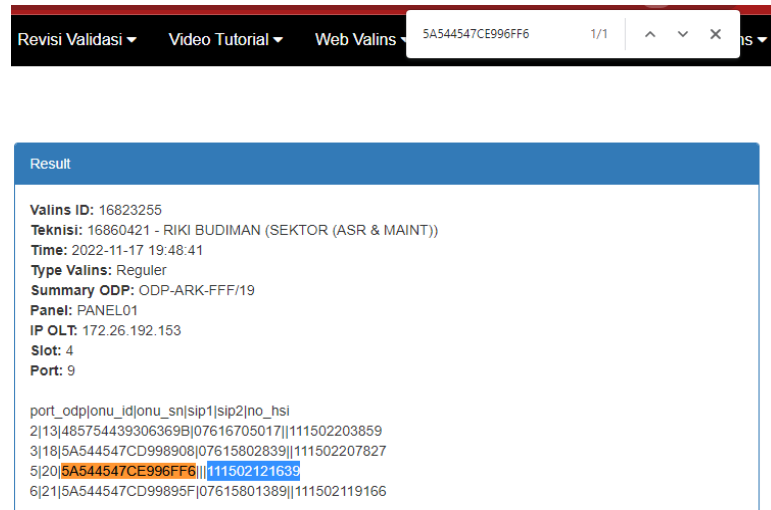 Revisi Validasi Video Tutorial Web Valins 5A544547CE996FF6 1/1 ns
Result
Valins ID: 16823255
Teknisi: 16860421 - RIKI BUDIMAN (SEKTOR (ASR & MAINT))
Time: 2022-11-17 19:48:41
Type Valins: Reguler
Summary ODP: ODP-ARK-FFF/19
Panel: PANEL01
IP OLT: 172.26.192.153
Slot: 4
Port: 9
port_odp|onu_id|onu_sn|sip1|sip2|no_hsi
2|13|485754439306369B|07616705017||111502203859
3|18|5A544547CD998908|07615802839||111502207827
5|20|5A544547CE996FF6|||111502121639
6|21|5A544547CD99895F|07615801389||111502119166